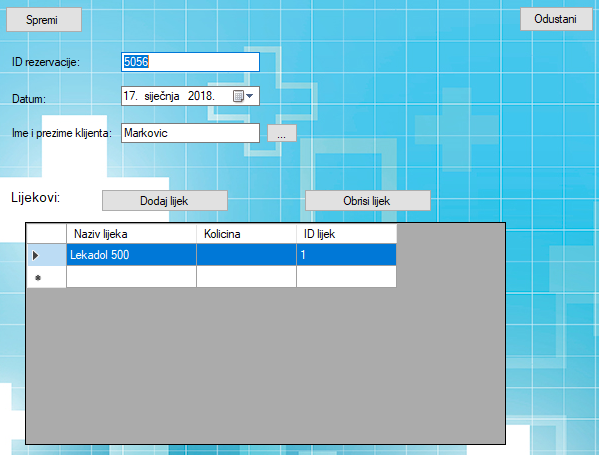 Spremi
Odustani
ID rezervacije: 5056
Datum: 17. siječnja 2018.
Ime i prezime klijenta: Markovic ...
Lijekovi: Dodaj lijek Obrisi lijek
Naziv lijeka Kolicina ID lijek
Lekadol 500 1